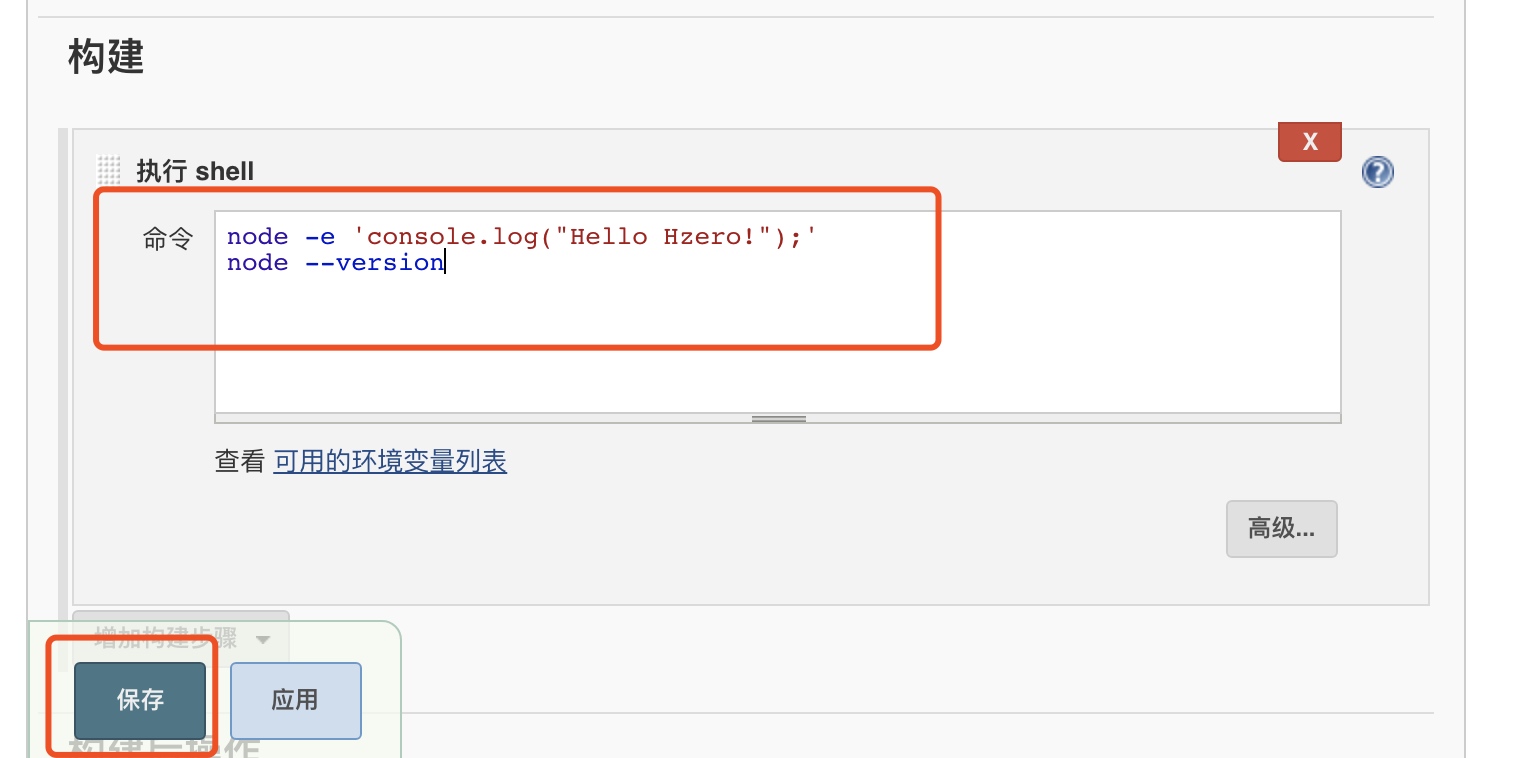 构建
X
执行 shell
?
命令
node -e 'console.log("Hello Hzero!");'
node --version
查看 可用的环境变量列表
高级...
增加构建步骤
保存
应用
构建后操作